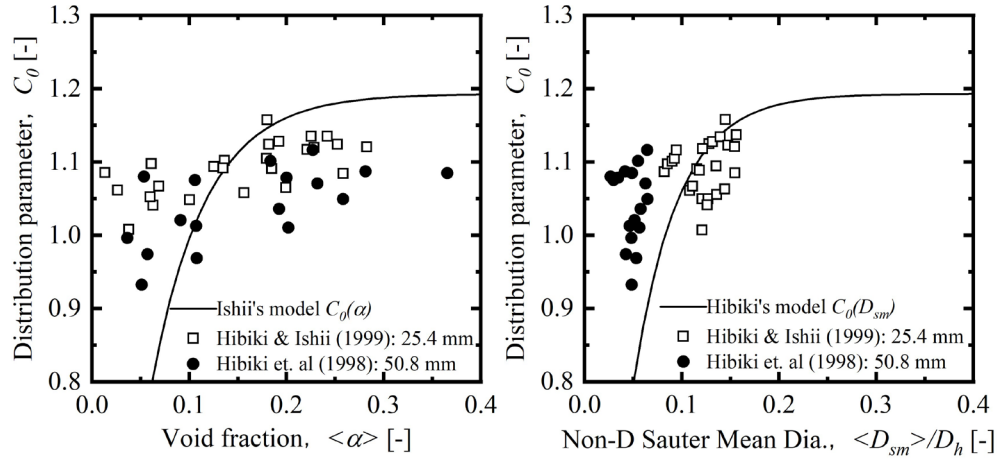 1.3
1.2
1.1
1.0
0.9
0.8
Distribution parameter, C0 [-]
Ishii's model C0(α)
Hibiki & Ishii (1999): 25.4 mm
Hibiki et. al (1998): 50.8 mm
0.0 0.1 0.2 0.3 0.4
Void fraction, <α> [-]
1.3
1.2
1.1
1.0
0.9
0.8
Distribution parameter, C0 [-]
Hibiki's model C0(Dsm)
Hibiki & Ishii (1999): 25.4 mm
Hibiki et. al (1998): 50.8 mm
0.0 0.1 0.2 0.3 0.4
Non-D Sauter Mean Dia., <Dsm>/Dh [-]